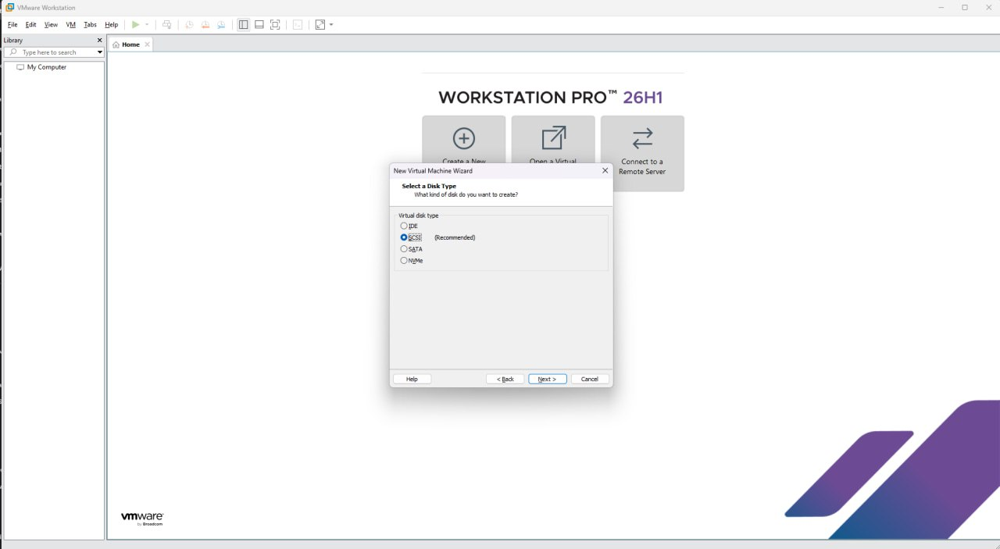 VMware Workstation
File Edit View VM Tabs Help
Library
Type here to search
My Computer
Home
WORKSTATION PRO™ 26H1
Create a New
Open a Virtual
Connect to a
Remote Server
New Virtual Machine Wizard
Select a Disk Type
What kind of disk do you want to create?
Virtual disk type
IDE
SCSI (Recommended)
SATA
NVMe
Help < Back Next > Cancel
vmware
by Broadcom